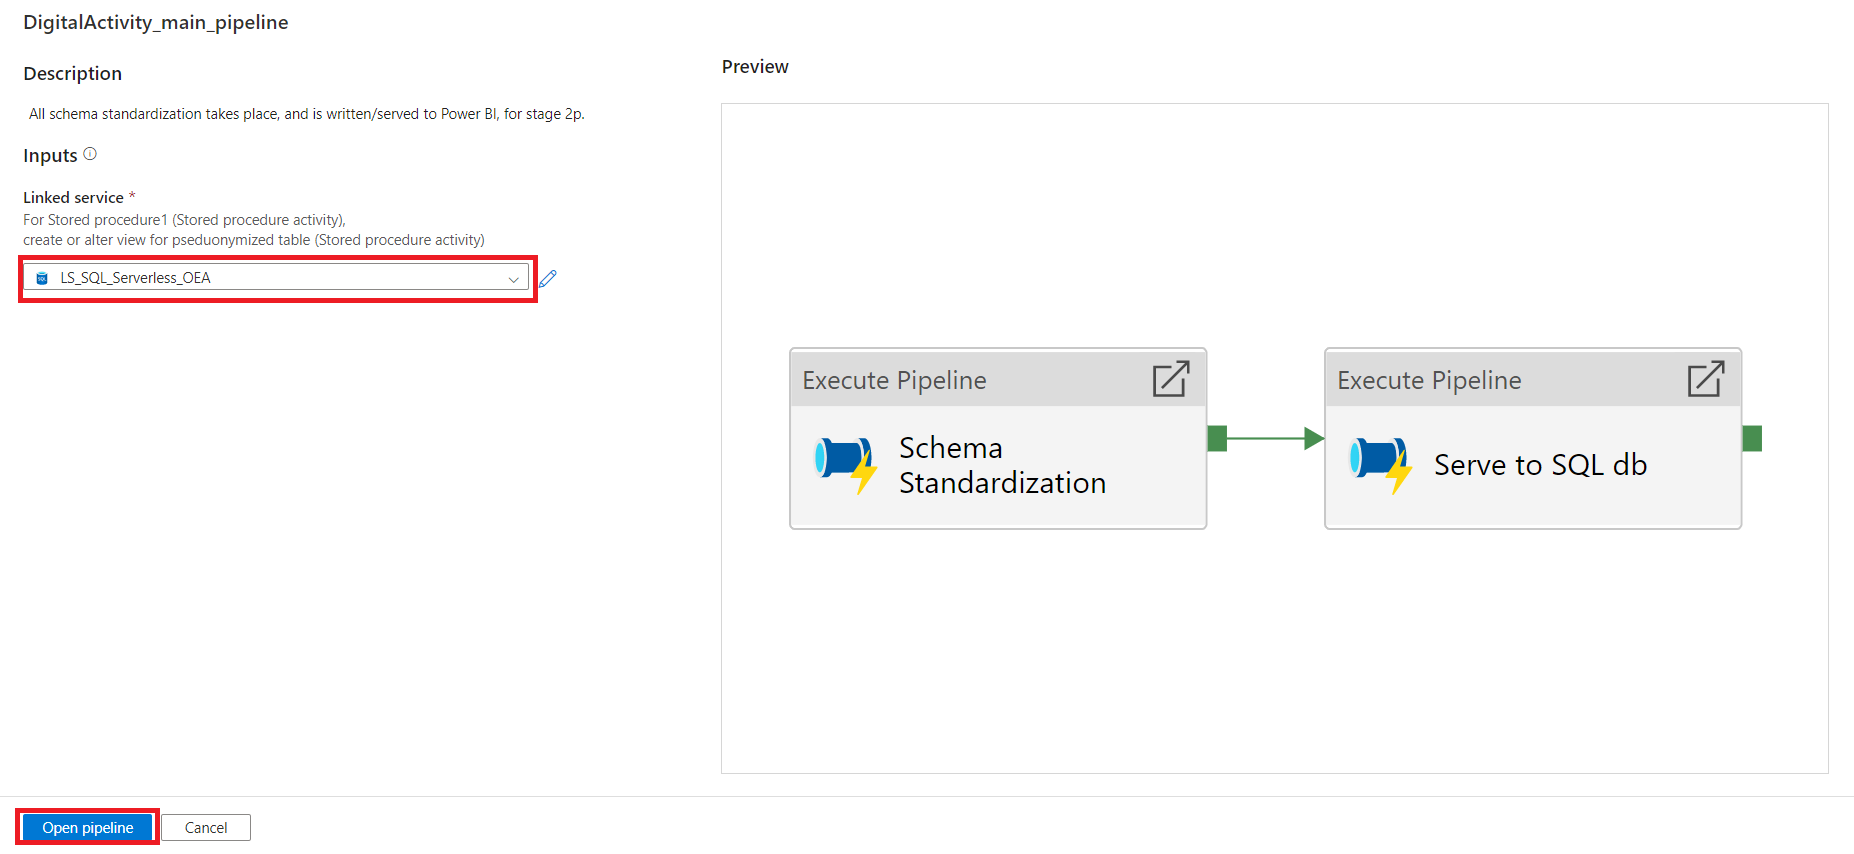 DigitalActivity_main_pipeline
Description
All schema standardization takes place, and is written/served to Power BI, for stage 2p.
Inputs
Linked service *
For Stored procedure1 (Stored procedure activity),
create or alter view for pseduonymized table (Stored procedure activity)
LS_SQL_Serverless_OEA
Preview
Execute Pipeline
Schema
Standardization
Execute Pipeline
Serve to SQL db
Open pipeline
Cancel